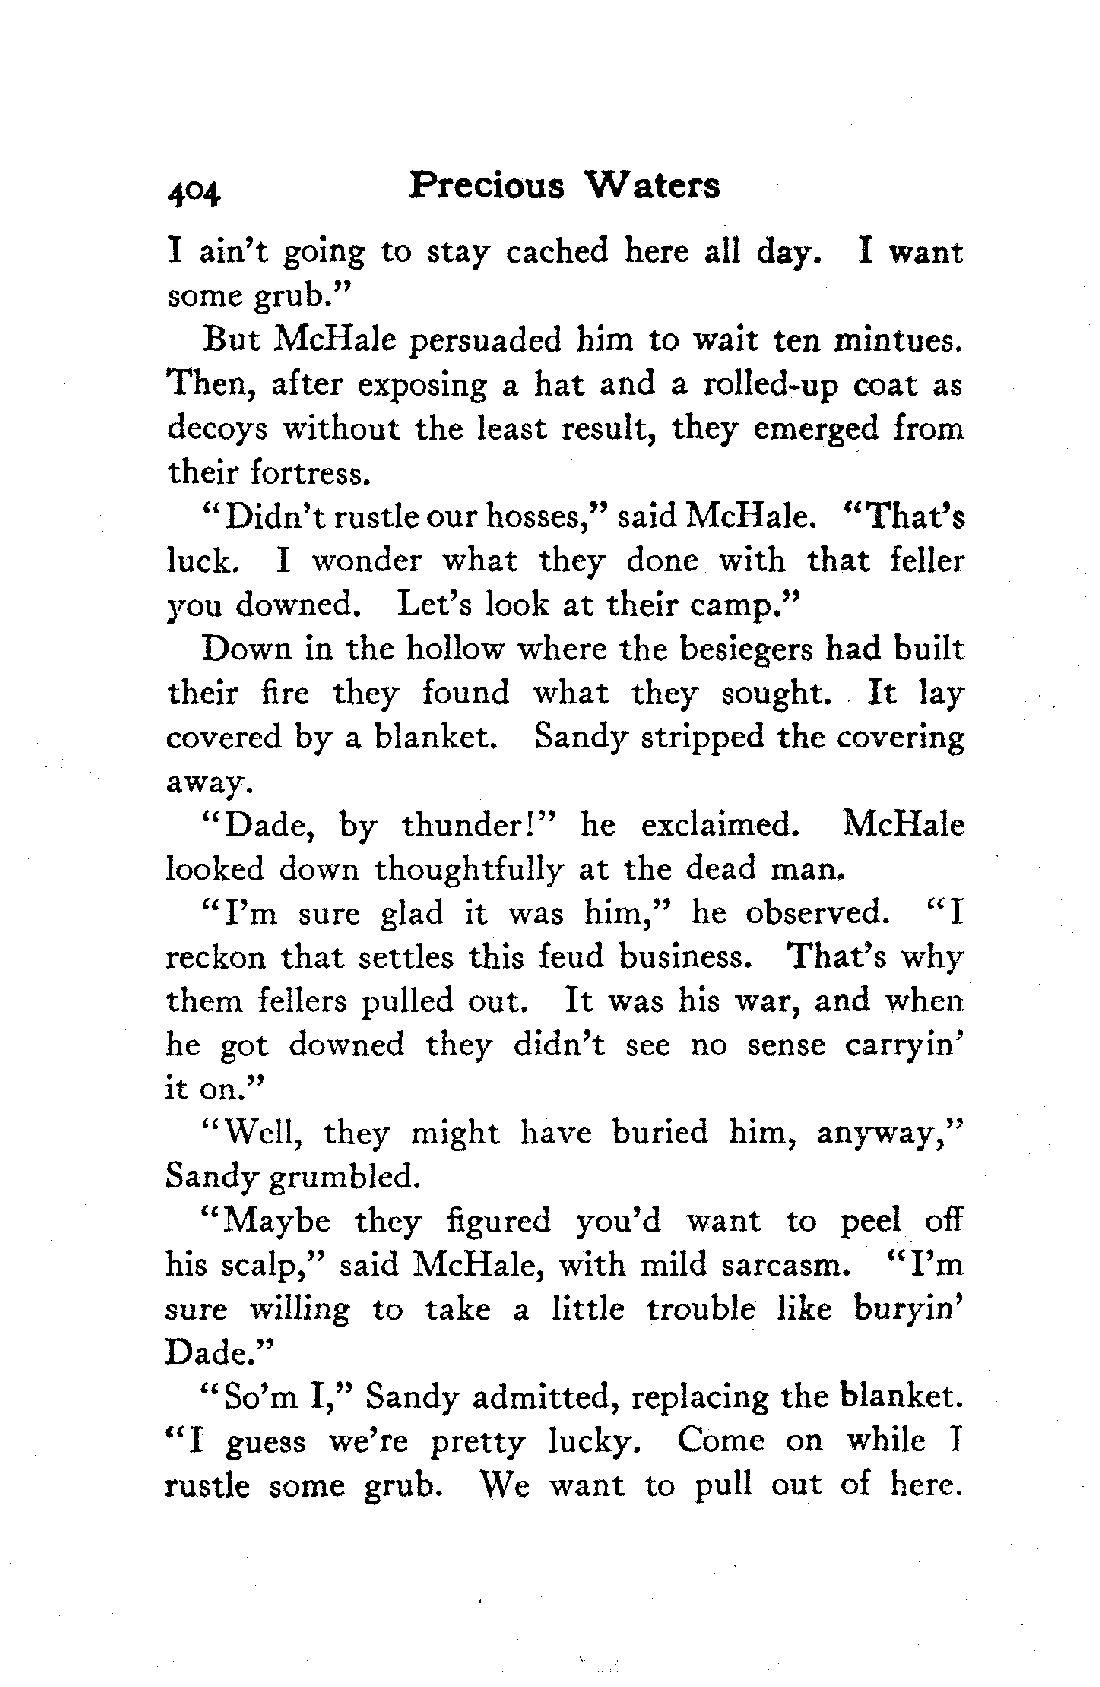 404 Precious Waters
I ain't going to stay cached here all day. I want
some grub."
But McHale persuaded him to wait ten mintues.
Then, after exposing a hat and a rolled-up coat as
decoys without the least result, they emerged from
their fortress.
"Didn't rustle our hosses," said McHale. "That's
luck. I wonder what they done with that feller
you downed. Let's look at their camp."
Down in the hollow where the besiegers had built
their fire they found what they sought. It lay
covered by a blanket. Sandy stripped the covering
away.
"Dade, by thunder!" he exclaimed. McHale
looked down thoughtfully at the dead man.
"I'm sure glad it was him," he observed. "I
reckon that settles this feud business. That's why
them fellers pulled out. It was his war, and when
he got downed they didn't see no sense carryin'
it on."
"Well, they might have buried him, anyway,"
Sandy grumbled.
"Maybe they figured you'd want to peel off
his scalp," said McHale, with mild sarcasm. "I'm
sure willing to take a little trouble like buryin'
Dade."
"So'm I," Sandy admitted, replacing the blanket.
"I guess we're pretty lucky. Come on while I
rustle some grub. We want to pull out of here.